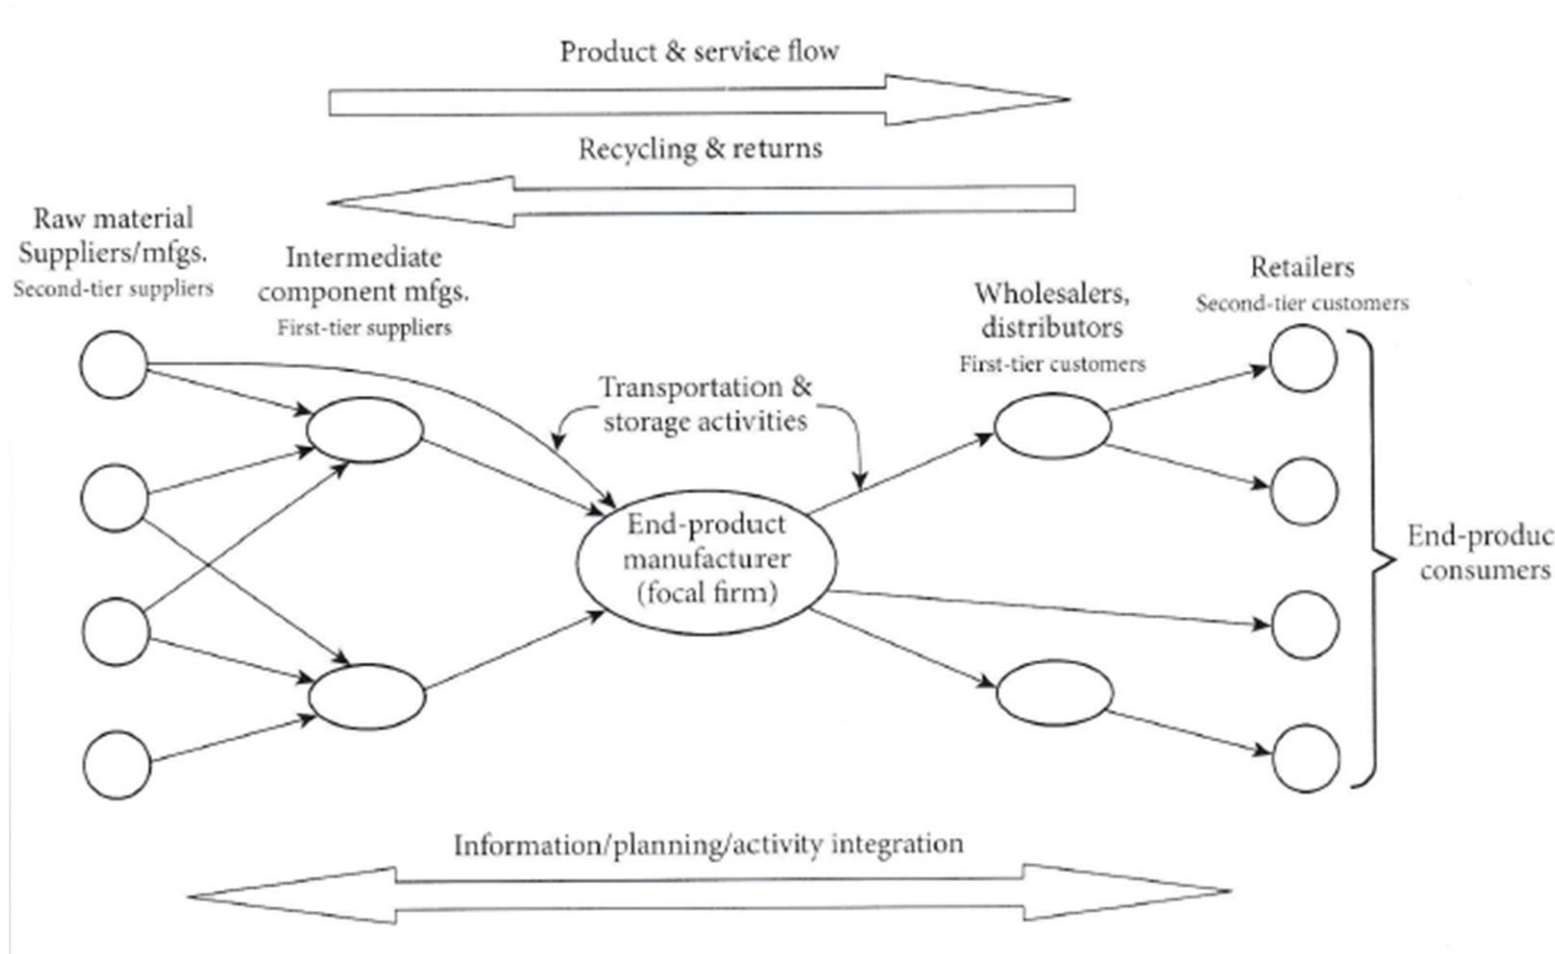 Product & service flow
Recycling & returns
Raw material
Suppliers/mfgs.
Second-tier suppliers
Intermediate
component mfgs.
First-tier suppliers
Wholesalers,
distributors
First-tier customers
Retailers
Second-tier customers
Transportation &
storage activities
End-product
manufacturer
(focal firm)
End-produc
consumers
Information/planning/activity integration